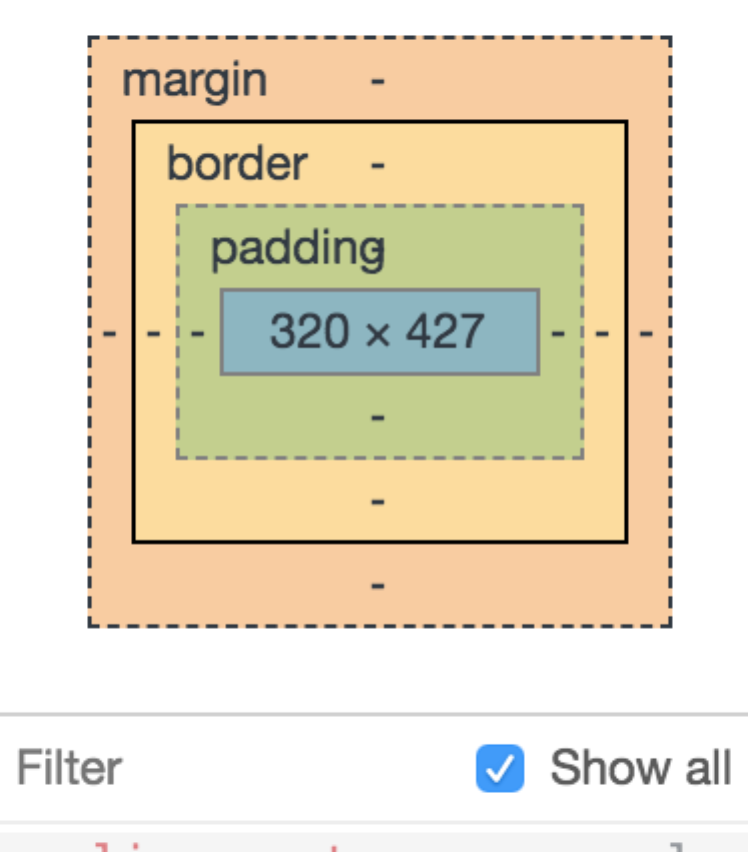 margin -
border -
padding -
- - - 320 × 427 - - -
-
-
-
Filter Show all